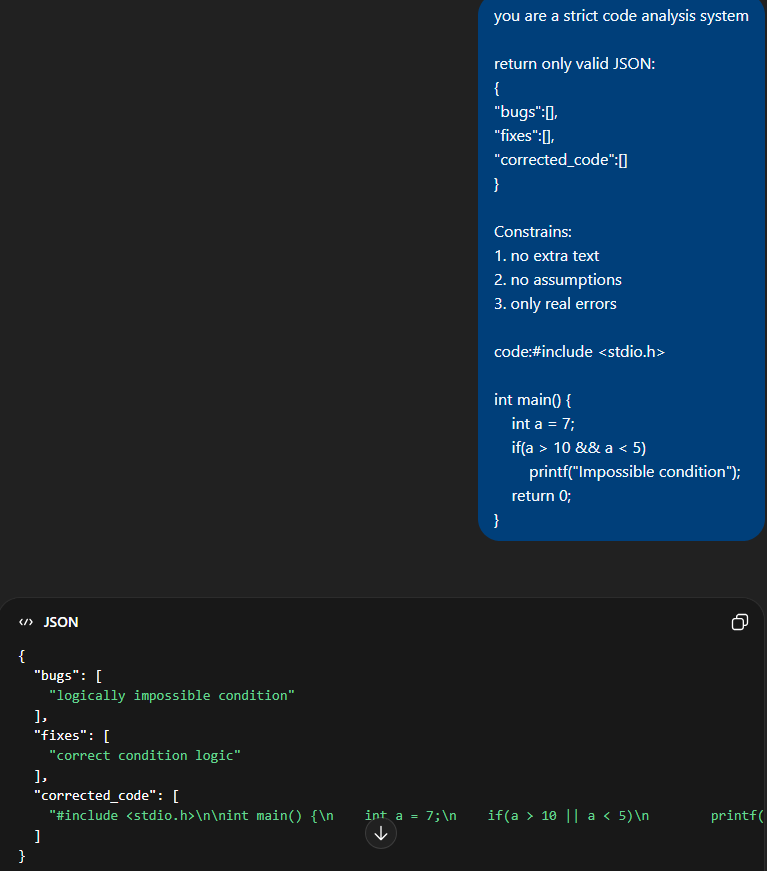 you are a strict code analysis system
return only valid JSON:
{
"bugs":[],
"fixes":[],
"corrected_code":[]
}
Constrains:
1. no extra text
2. no assumptions
3. only real errors
code:#include <stdio.h>
int main() {
    int a = 7;
    if(a > 10 && a < 5)
        printf("Impossible condition");
    return 0;
}
JSON
{
  "bugs": [
    "logically impossible condition"
  ],
  "fixes": [
    "correct condition logic"
  ],
  "corrected_code": [
    "#include <stdio.h>\n\nint main() {\n    int a = 7;\n    if(a > 10 || a < 5)\n        printf(
  ]
}